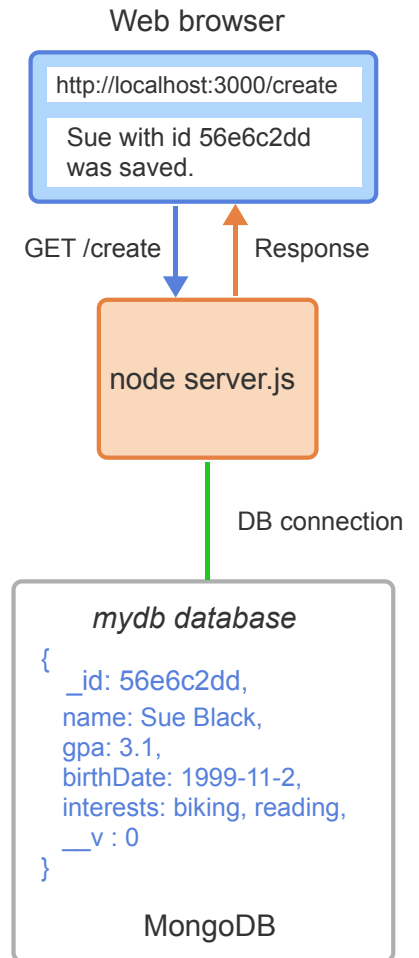 Web browser
http://localhost:3000/create
Sue with id 56e6c2dd
was saved.
GET /create
Response
node server.js
DB connection
mydb database
{
_id: 56e6c2dd,
name: Sue Black,
gpa: 3.1,
birthDate: 1999-11-2,
interests: biking, reading,
__v : 0
}
MongoDB